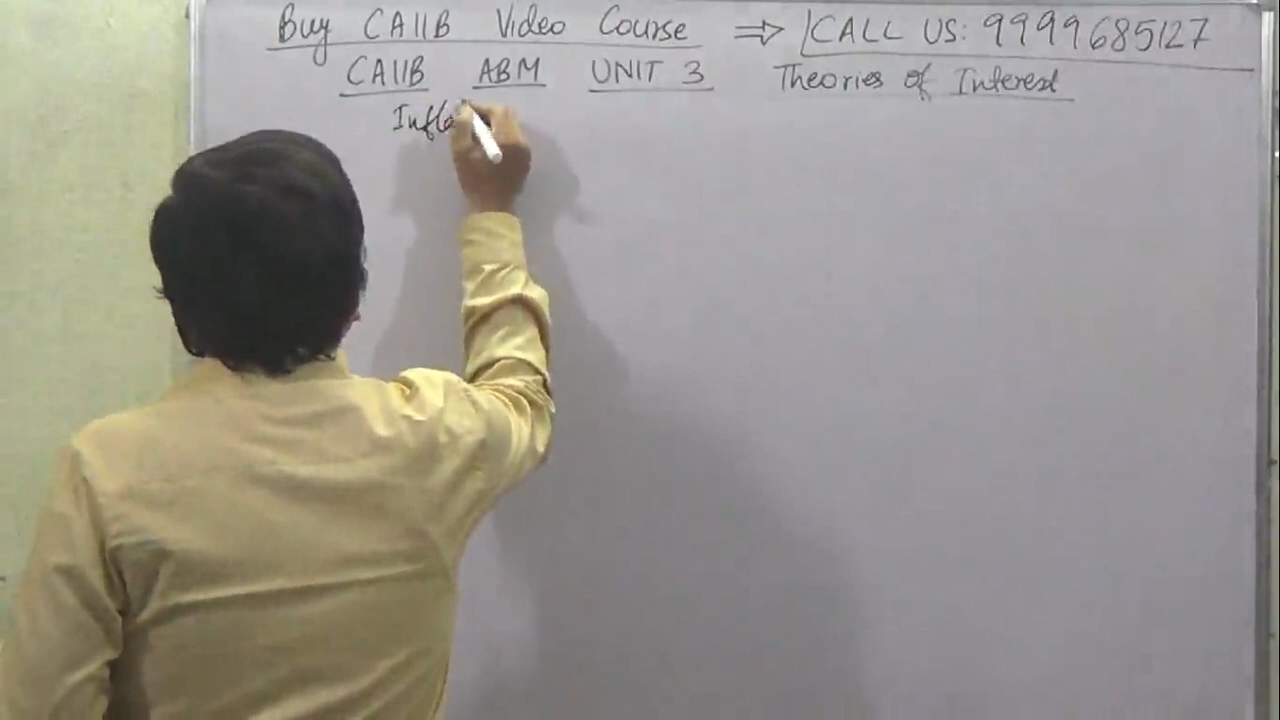 Buy CAIIB Video Course ⇒ CALL US: 9999685127
CAIIB ABM UNIT 3 Theories of Interest
Infla